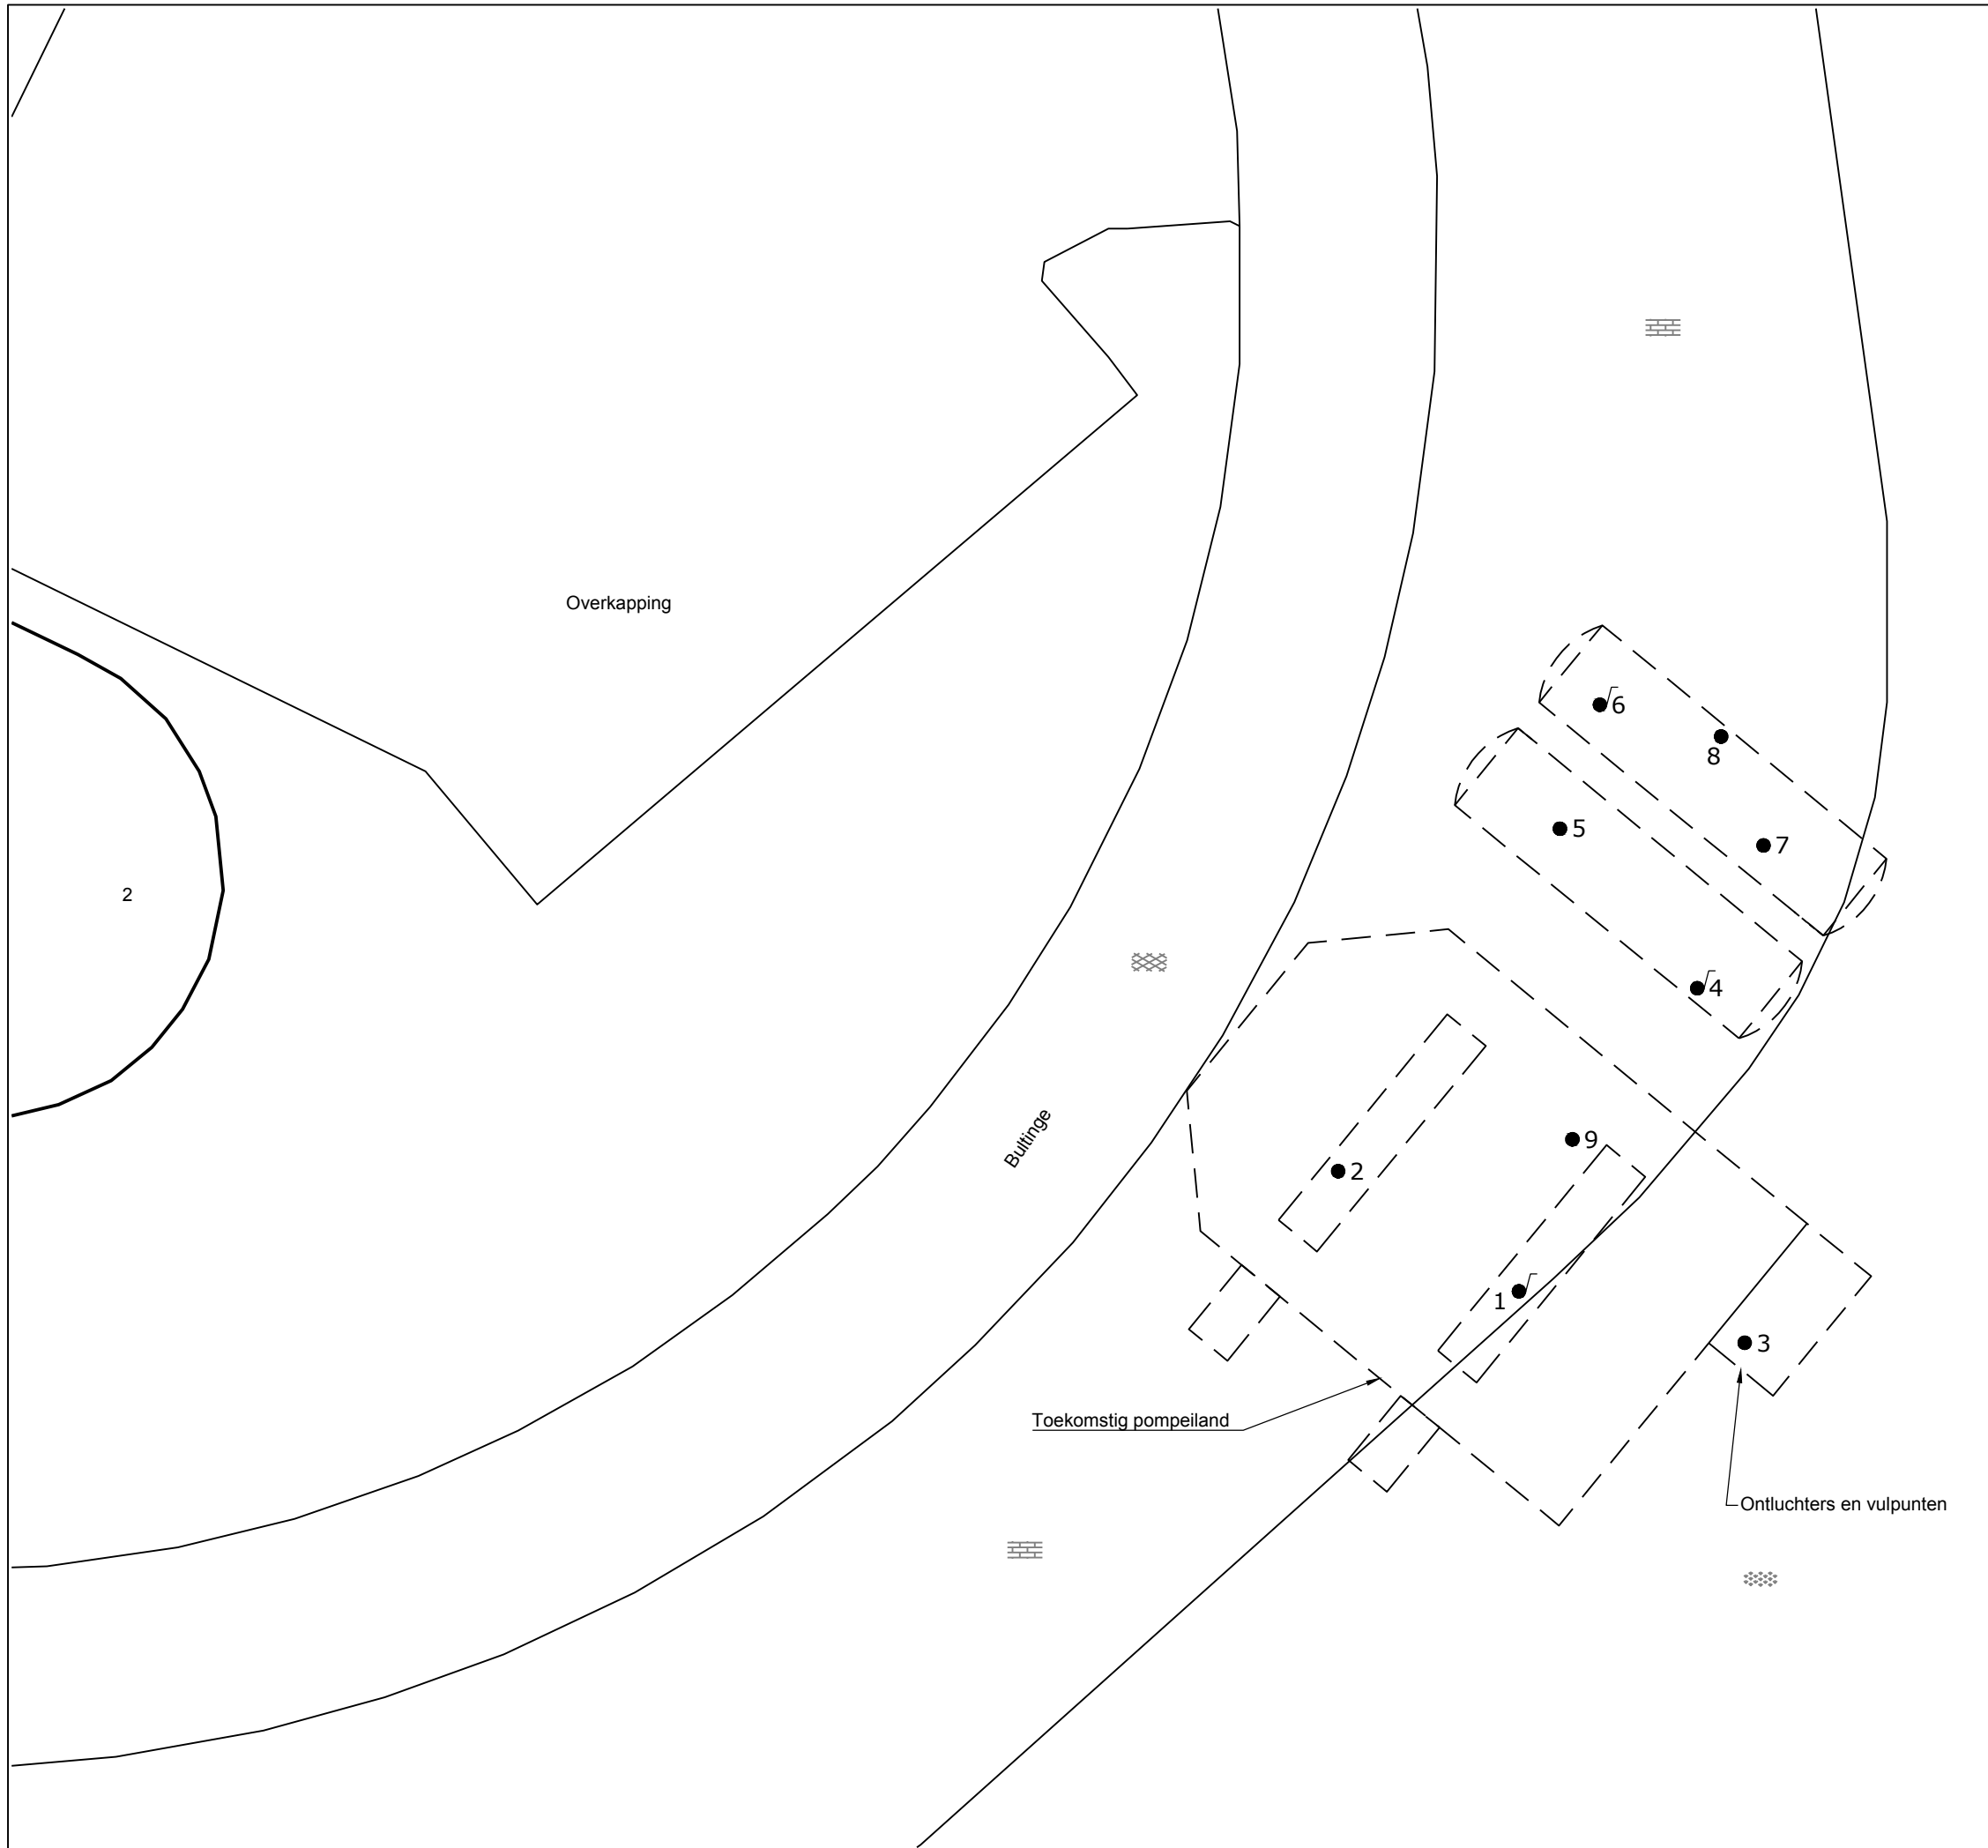 Overkapping
6
8
5
7
2
4
Bultinge
9
2
1
3
Toekomstig pompeiland
Ontluchters en vulpunten